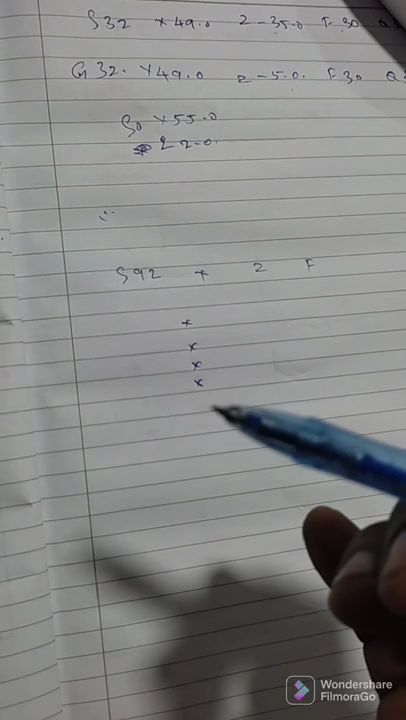 G32 X49.0 Z-35.0 F30 Q
G32. X49.0 Z-5.0. F30 Q
G0 X55.0
Z2.0.
G92 X Z F
X
X
X
X
Wondershare
FilmoraGo